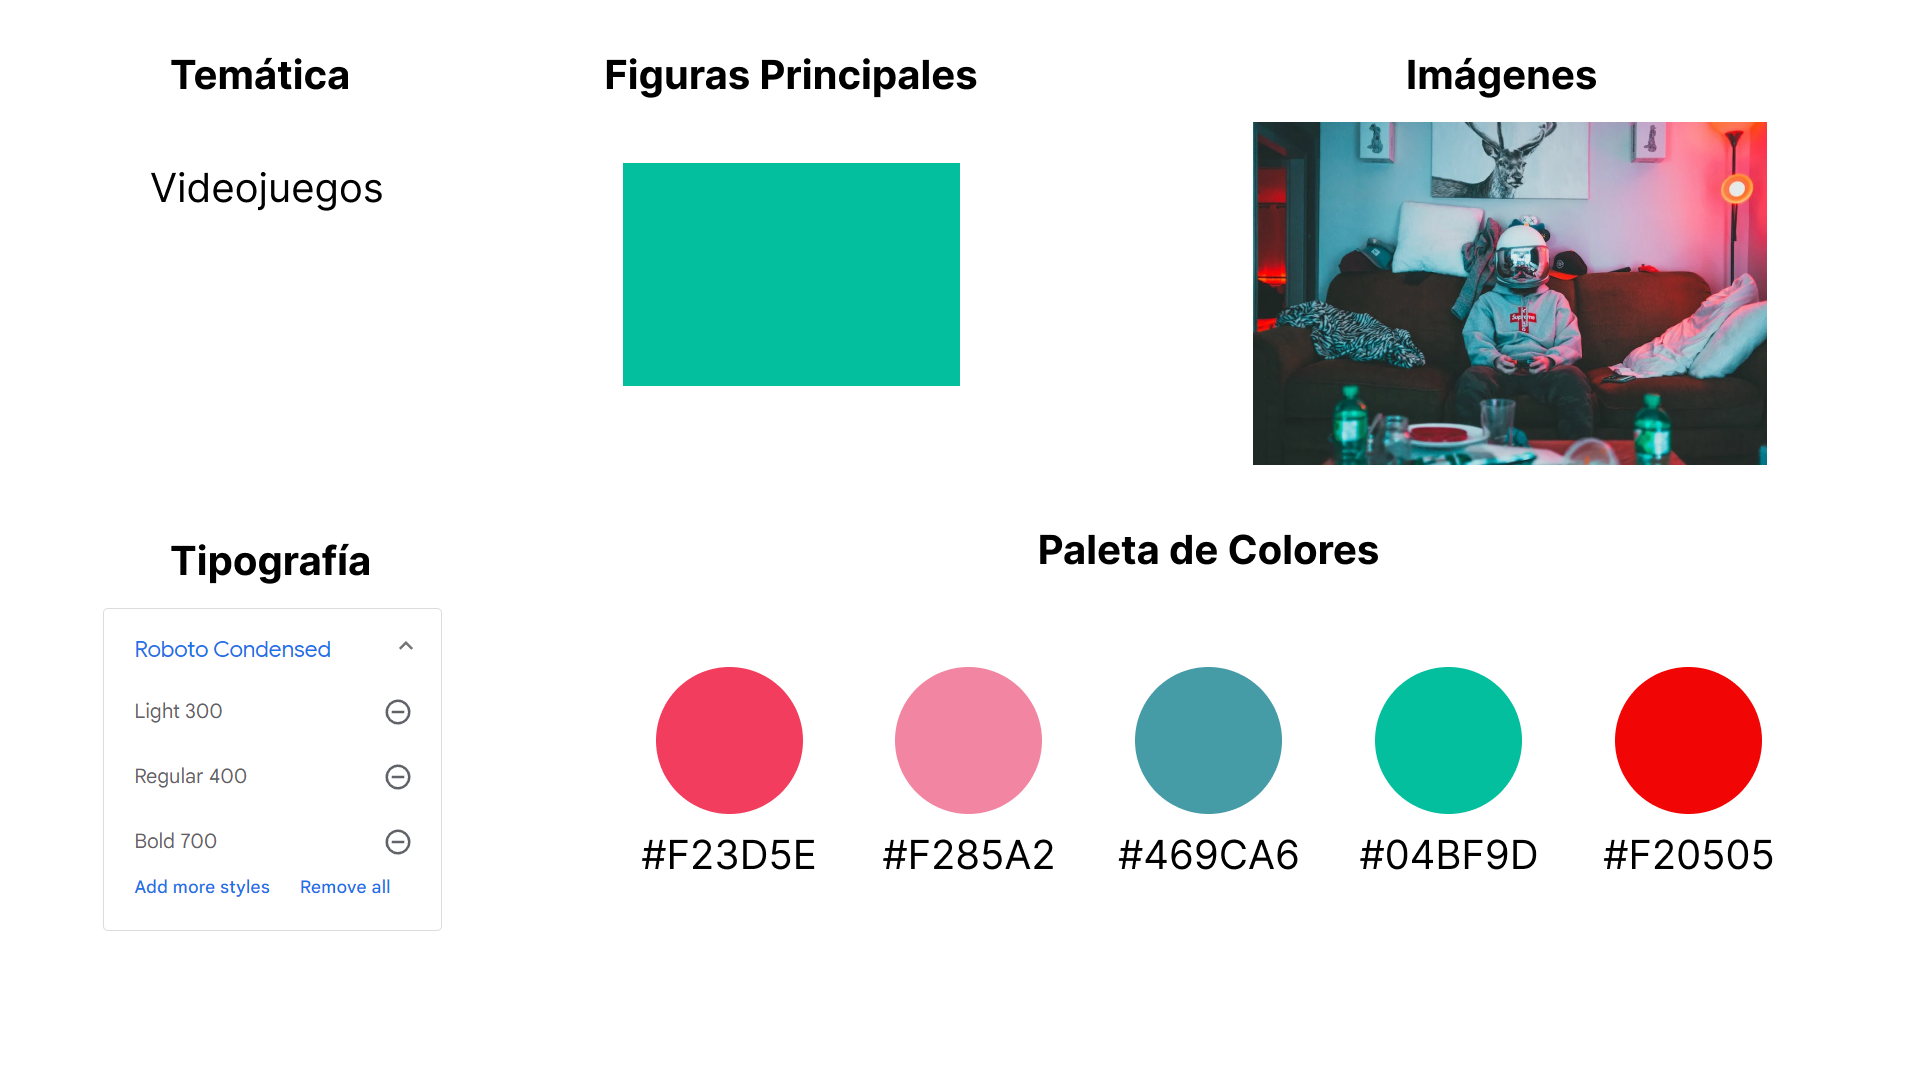 Temática
Figuras Principales
Imágenes
Videojuegos
Supreme
Tipografía
Roboto Condensed
Light 300
Regular 400
Bold 700
Add more styles
Remove all
Paleta de Colores
#F23D5E
#F285A2
#469CA6
#04BF9D
#F20505